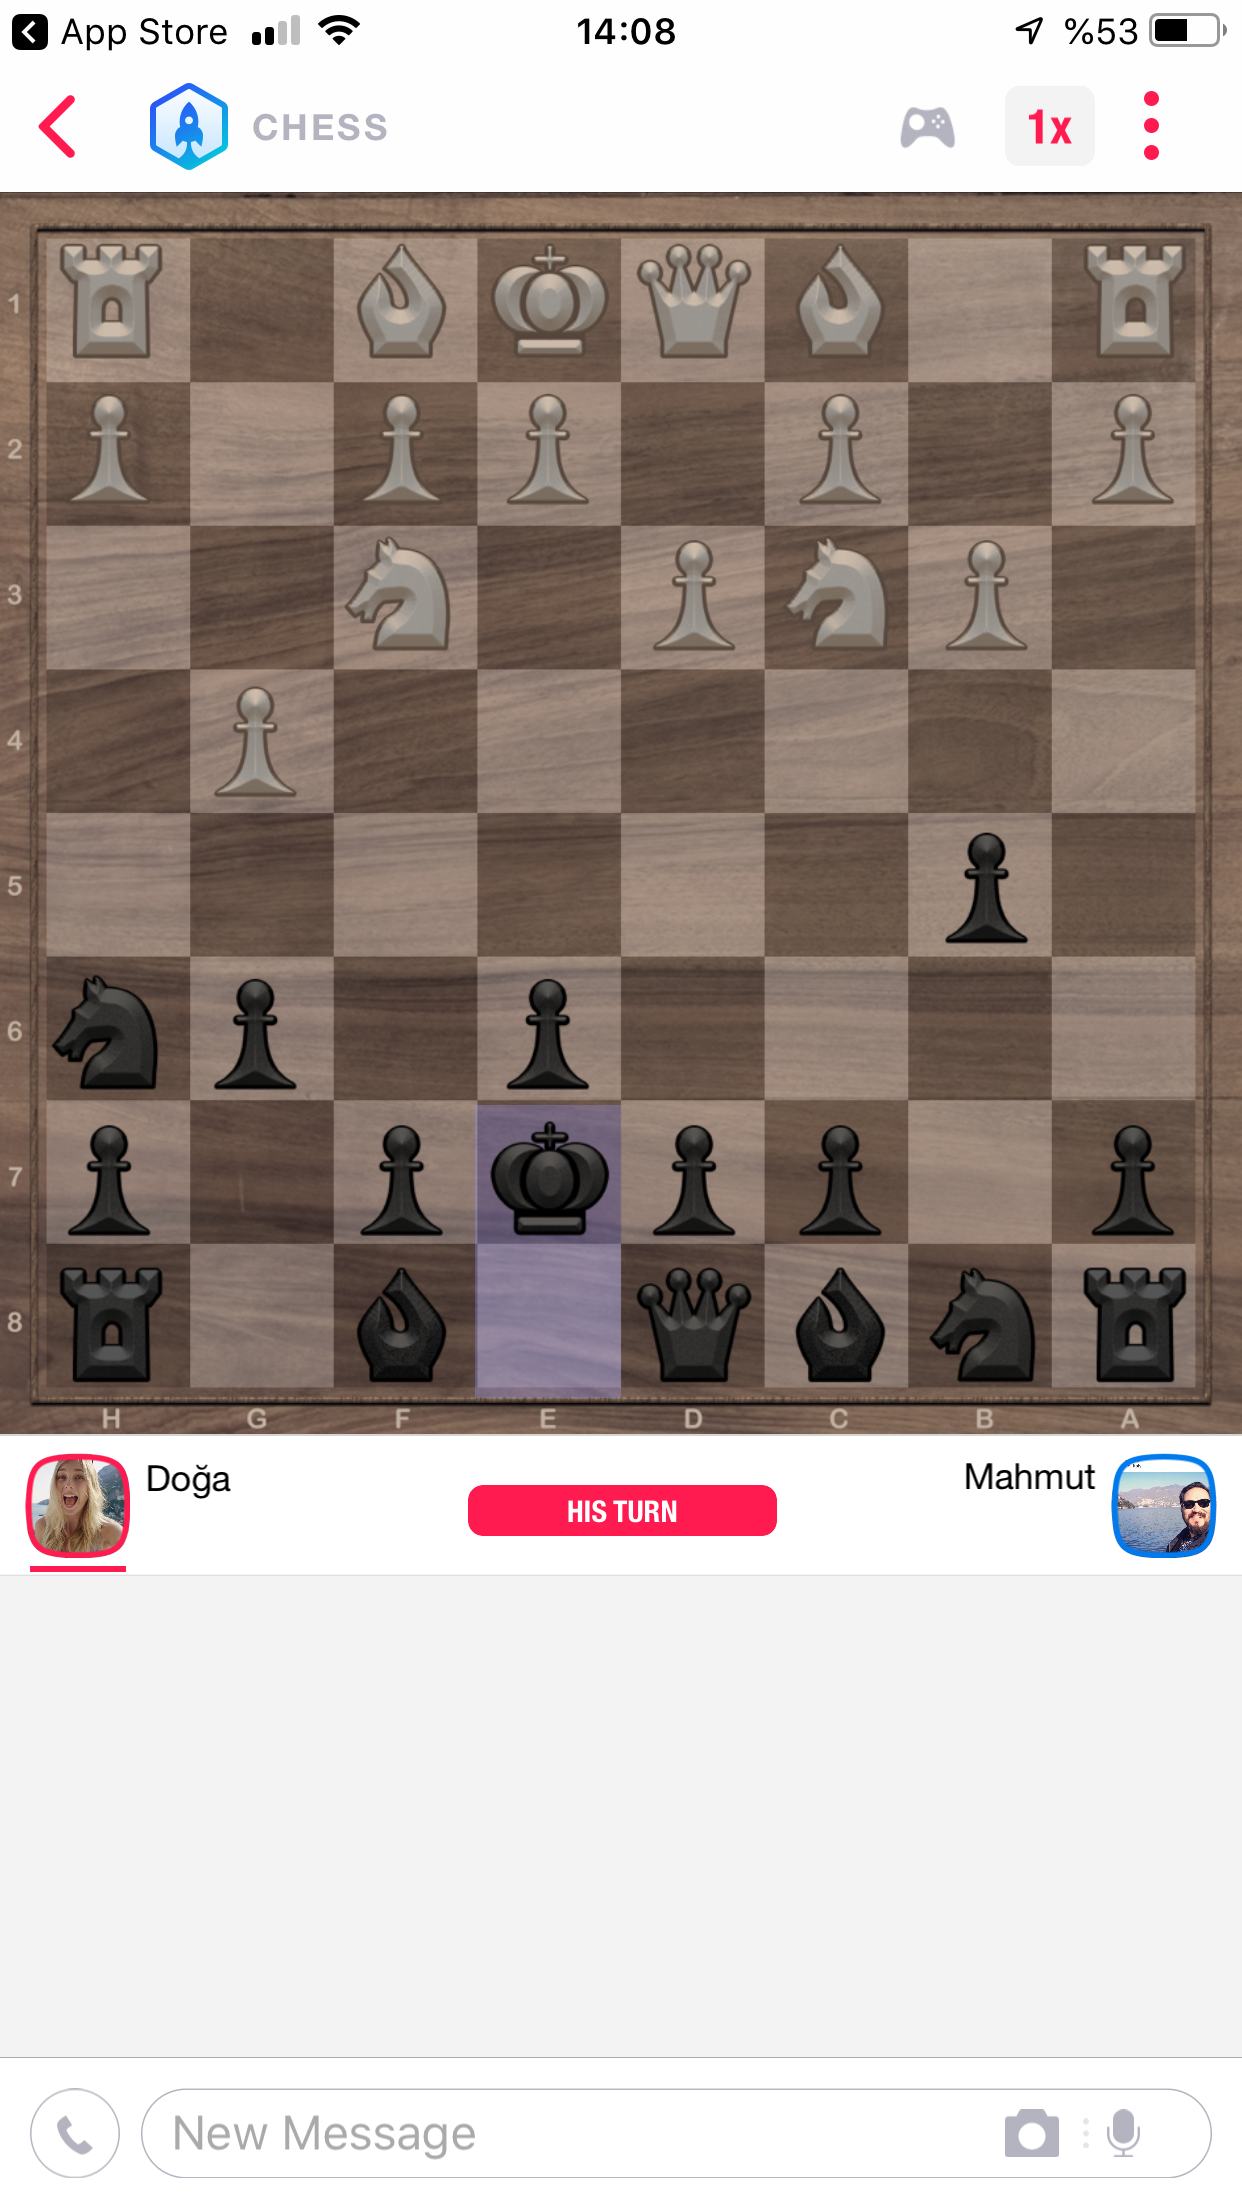 App Store
14:08
%53
CHESS
1x
1
2
3
4
5
6
7
8
H G F E D C B A
Doğa
HIS TURN
Mahmut
New Message